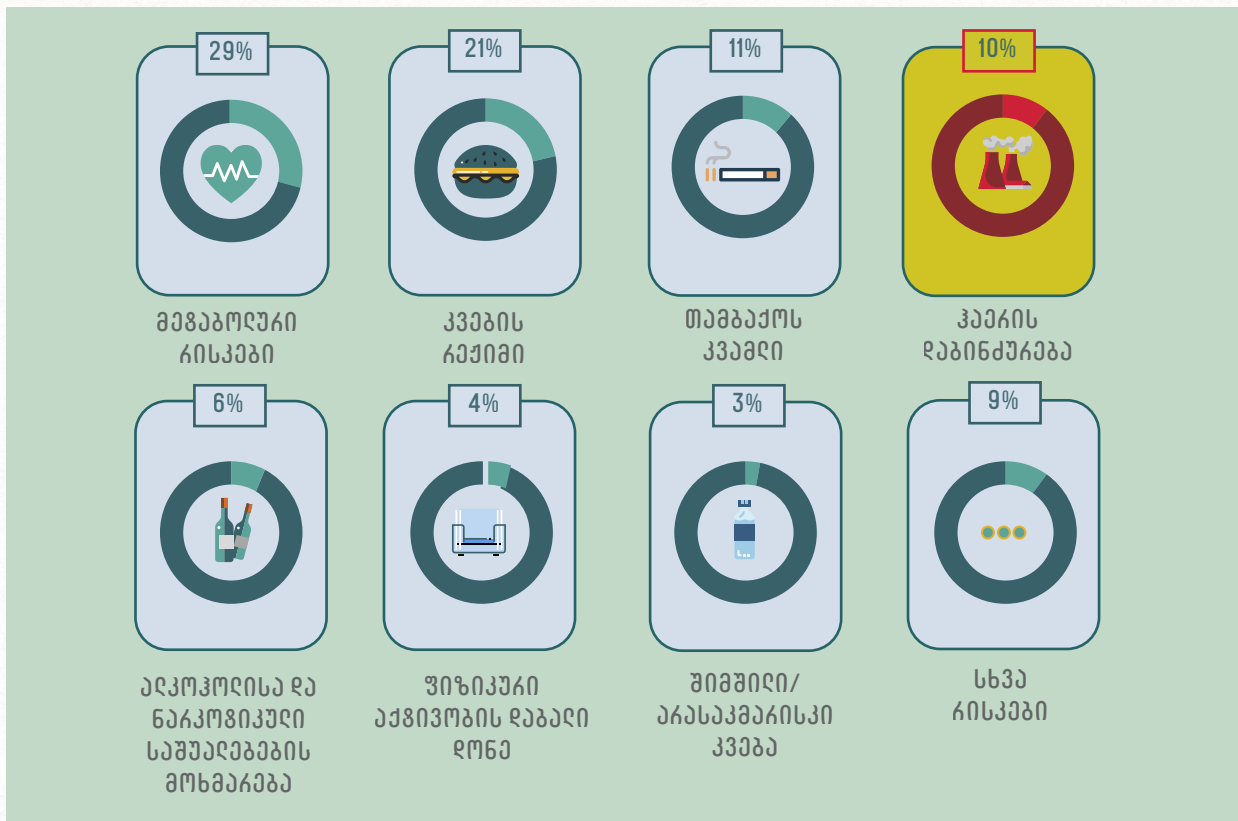 29%
მეტაბოლური
რისკები
21%
კვების
რეჟიმი
11%
თამბაქოს
კვამლი
10%
ჰაერის
დაბინძურება
6%
ალკოჰოლისა და
ნარკოტიკული
საშუალებების
მოხმარება
4%
ფიზიკური
აქტივობის დაბალი
დონე
3%
შიმშილი/
არასაკმარისკი
კვება
9%
სხვა
რისკები